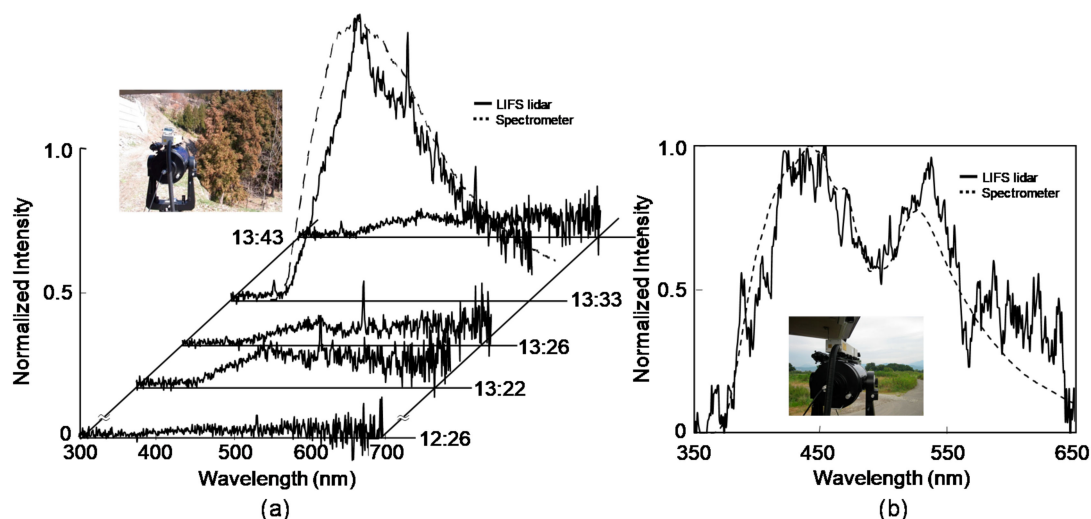 LIFS lidar
Spectrometer
1.0
0.5
0
Normalized Intensity
13:43
13:33
13:26
13:22
12:26
300 400 500 600 700
Wavelength (nm)
(a)
LIFS lidar
Spectrometer
1.0
0.5
0
Normalized Intensity
350 450 550 650
Wavelength (nm)
(b)